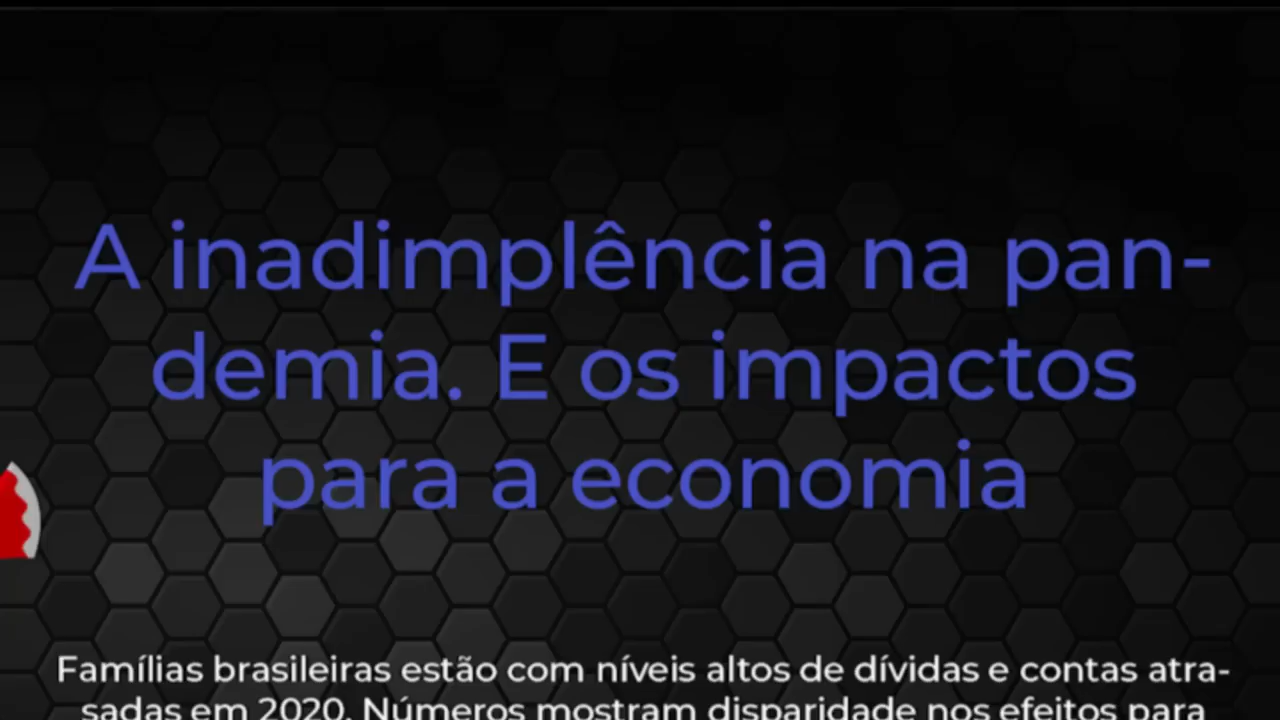 A inadimplência na pan-
demia. E os impactos
para a economia
Famílias brasileiras estão com níveis altos de dívidas e contas atra-
sadas em 2020. Números mostram disparidade nos efeitos para